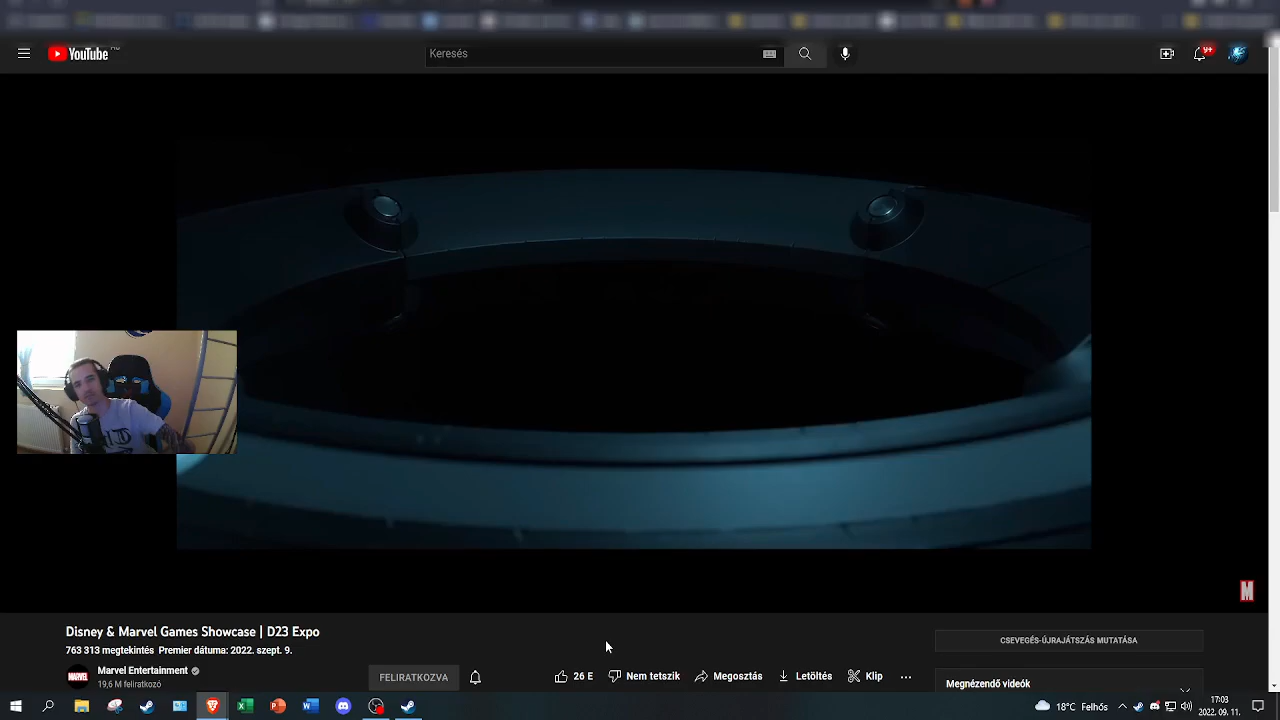 YouTube
Keresés
9+
M
Disney & Marvel Games Showcase | D23 Expo
763 313 megtekintés Premier dátuma: 2022. szept. 9.
MARVEL
Marvel Entertainment
19,6 M feliratkozó
FELIRATKOZVA
26 E
Nem tetszik
Megosztás
Letöltés
Klip
CSEVEGÉS-ÚJRAJÁTSZÁS MUTATÁSA
Megnézendő videók
18°C Felhős
17:03
2022. 09. 11.